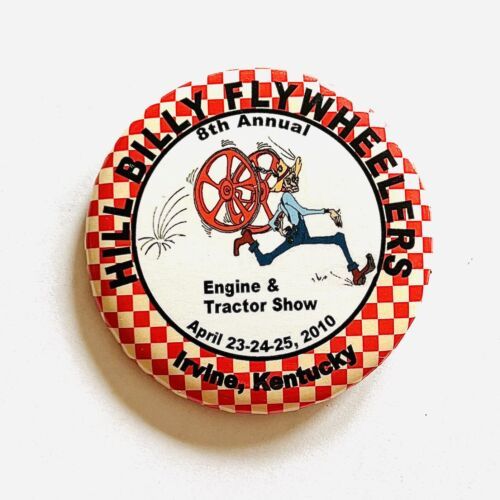 HILL BILLY FLYWHEELERS
8th Annual
Engine &
Tractor Show
April 23-24-25, 2010
Irvine, Kentucky